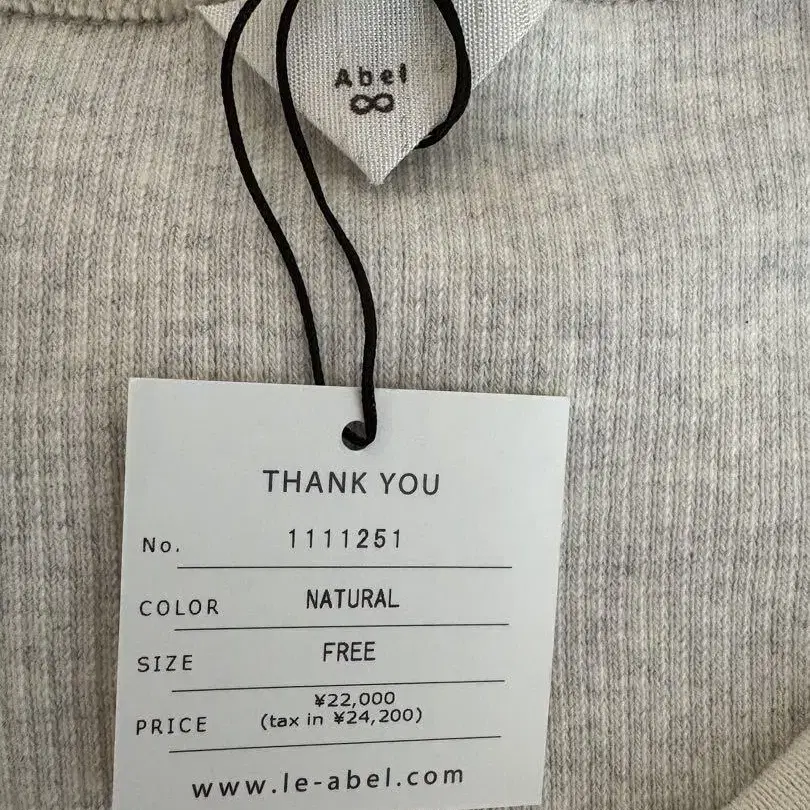 Abel
THANK YOU
No. 1111251
COLOR NATURAL
SIZE FREE
¥22,000
PRICE (tax in ¥24,200)
www.le-abel.com